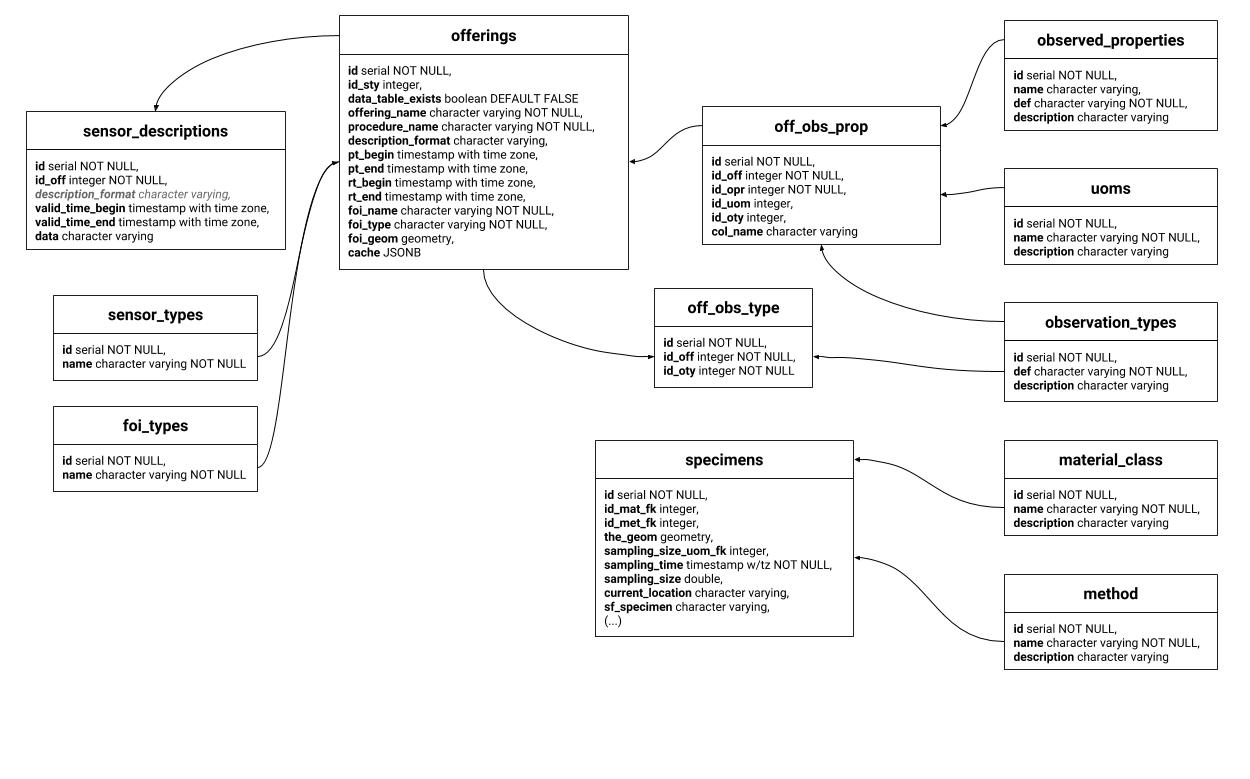 offerings
id serial NOT NULL,
id_sty integer,
data_table_exists boolean DEFAULT FALSE
offering_name character varying NOT NULL,
procedure_name character varying NOT NULL,
description_format character varying,
pt_begin timestamp with time zone,
pt_end timestamp with time zone,
rt_begin timestamp with time zone,
rt_end timestamp with time zone,
foi_name character varying NOT NULL,
foi_type character varying NOT NULL,
foi_geom geometry,
cache JSONB
sensor_descriptions
id serial NOT NULL,
id_off integer NOT NULL,
description_format character varying,
valid_time_begin timestamp with time zone,
valid_time_end timestamp with time zone,
data character varying
sensor_types
id serial NOT NULL,
name character varying NOT NULL
foi_types
id serial NOT NULL,
name character varying NOT NULL
off_obs_prop
id serial NOT NULL,
id_off integer NOT NULL,
id_opr integer NOT NULL,
id_uom integer,
id_oty integer,
col_name character varying
off_obs_type
id serial NOT NULL,
id_off integer NOT NULL,
id_oty integer NOT NULL
specimens
id serial NOT NULL,
id_mat_fk integer,
id_met_fk integer,
the_geom geometry,
sampling_size_uom_fk integer,
sampling_time timestamp w/tz NOT NULL,
sampling_size double,
current_location character varying,
sf_specimen character varying,
(...)
observed_properties
id serial NOT NULL,
name character varying,
def character varying NOT NULL,
description character varying
uoms
id serial NOT NULL,
name character varying NOT NULL,
description character varying
observation_types
id serial NOT NULL,
def character varying NOT NULL,
description character varying
material_class
id serial NOT NULL,
name character varying NOT NULL,
description character varying
method
id serial NOT NULL,
name character varying NOT NULL,
description character varying